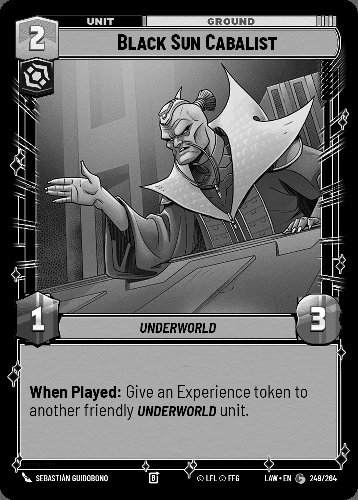 UNIT
GROUND
2
BLACK SUN CABALIST
1
UNDERWORLD
3
When Played: Give an Experience token to
another friendly UNDERWORLD unit.
SEBASTIÁN GUIDOBONO
© LFL © FFG
LAW • EN
249/264